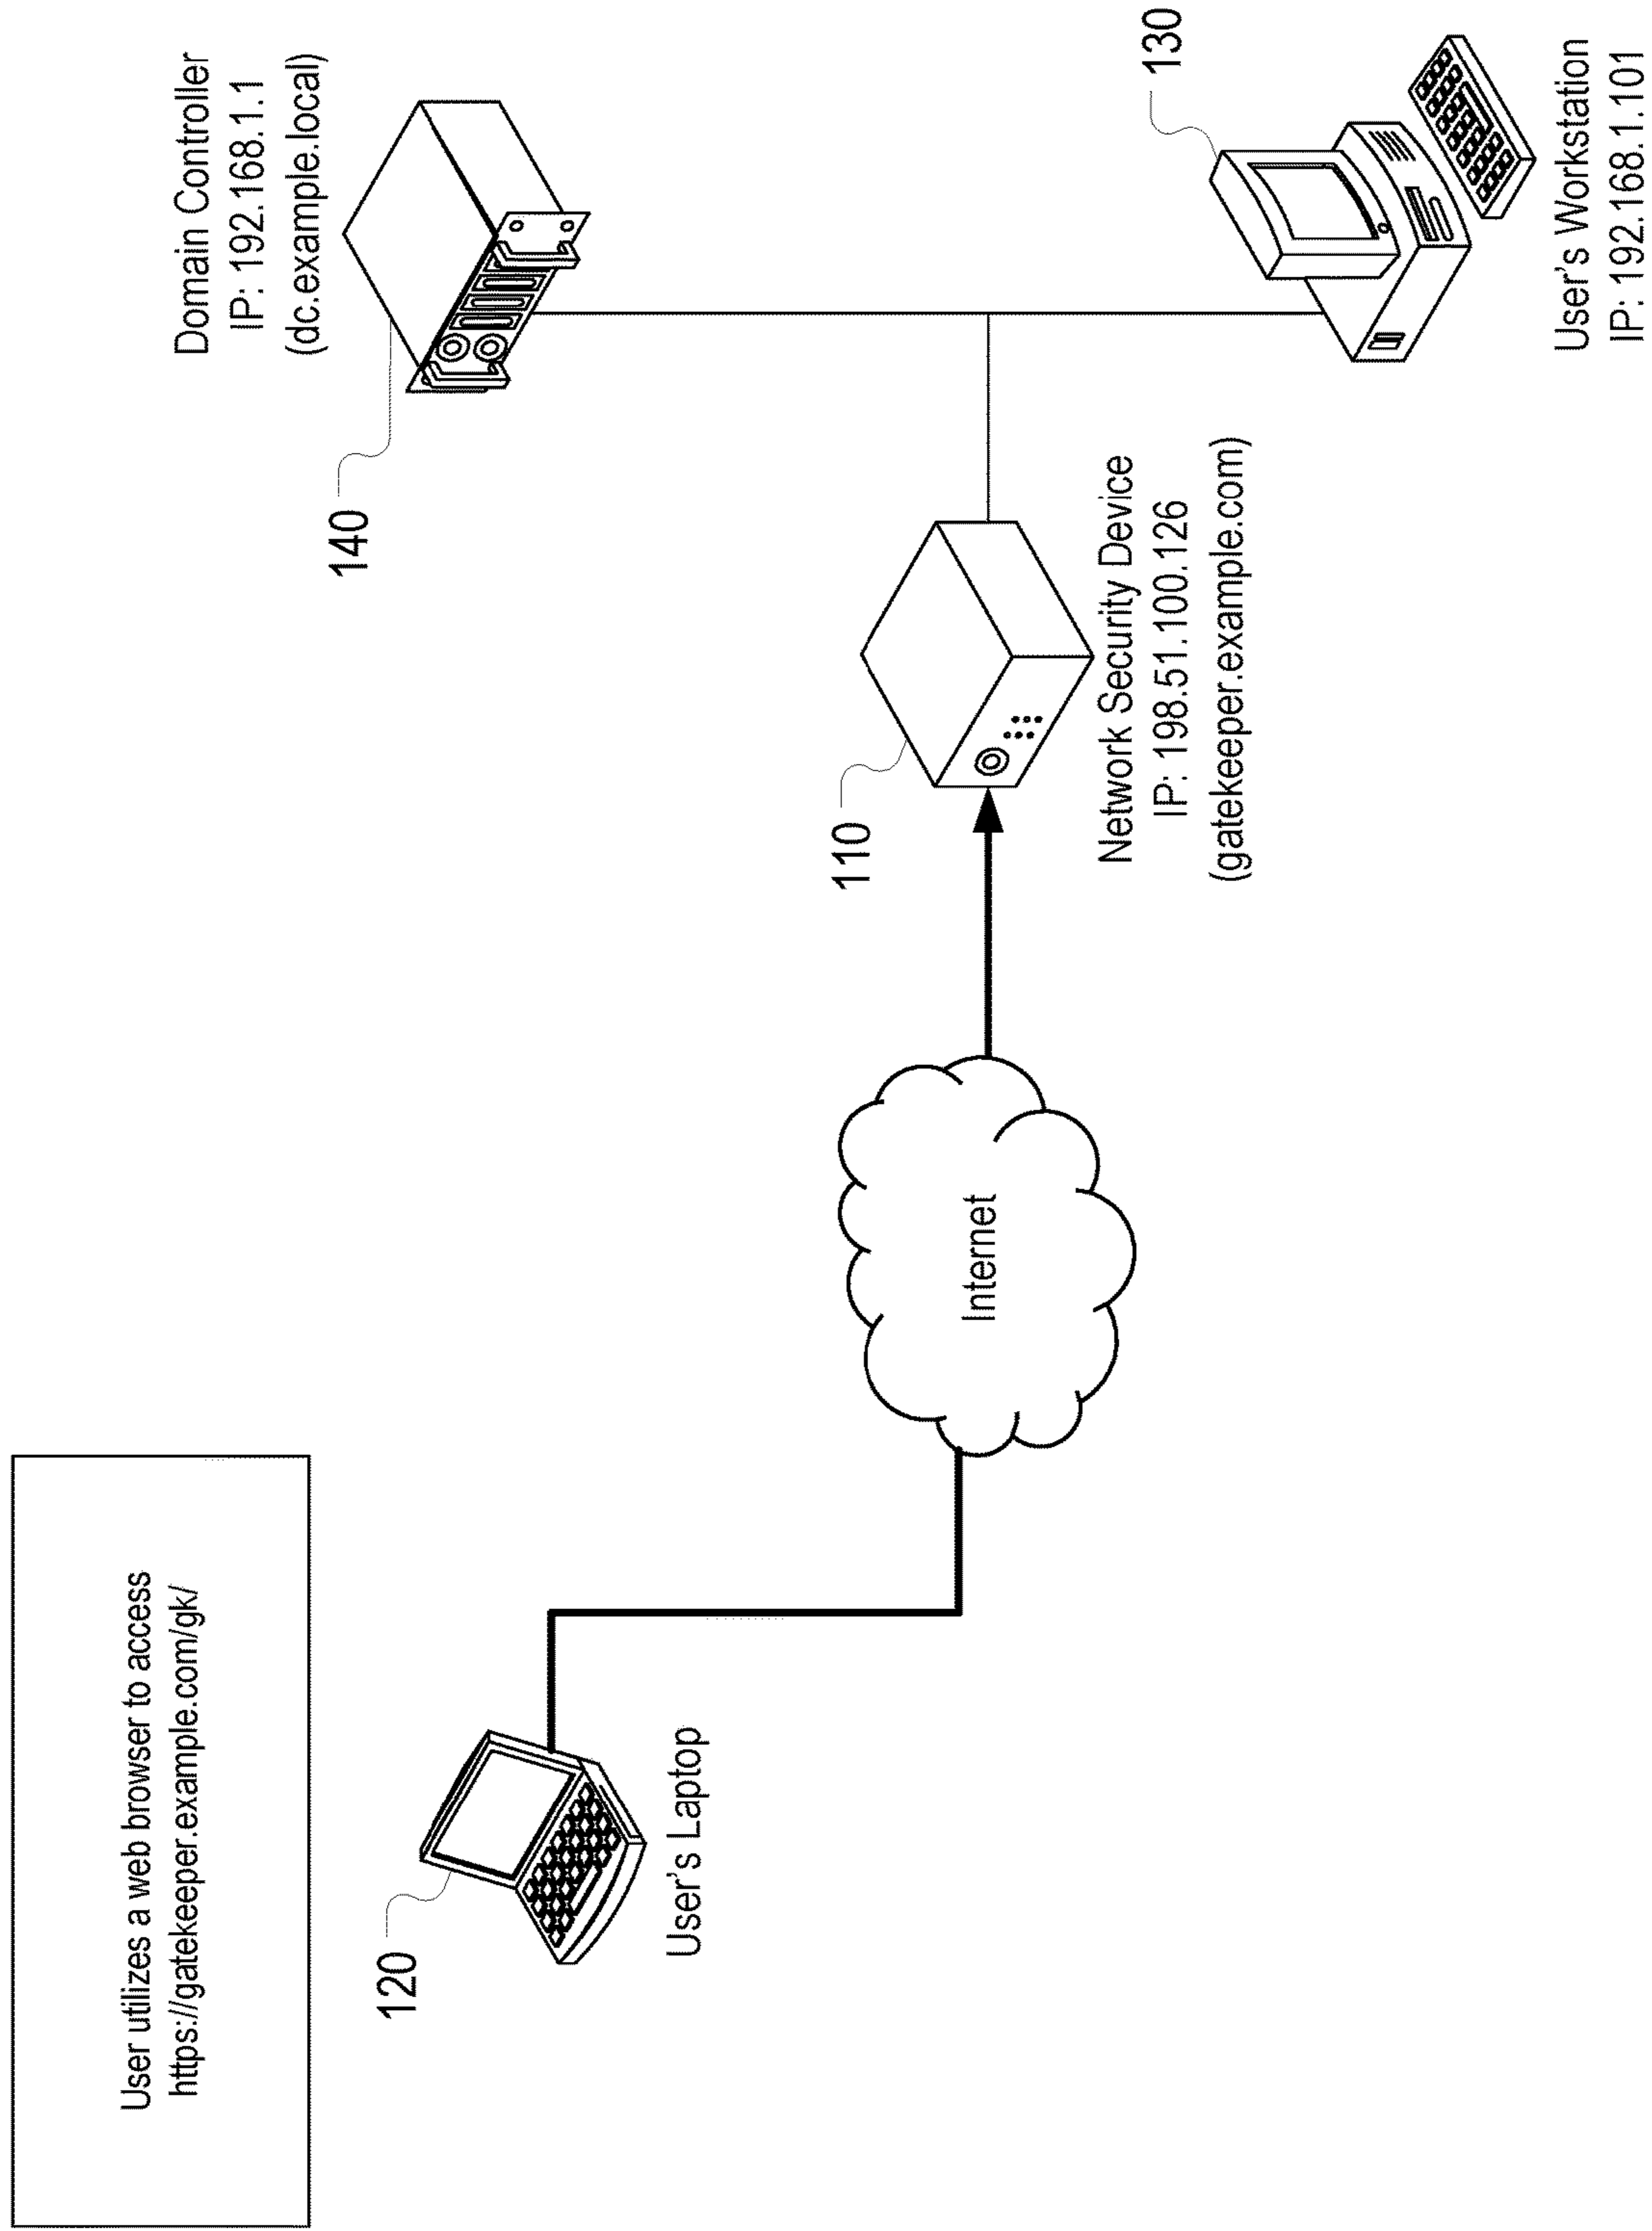 User utilizes a web browser to access
https://gatekeeper.example.com/gk/
120
User's Laptop
Internet
110
Network Security Device
IP: 198.51.100.126
(gatekeeper.example.com)
140
Domain Controller
IP: 192.168.1.1
(dc.example.local)
130
User's Workstation
IP: 192.168.1.101